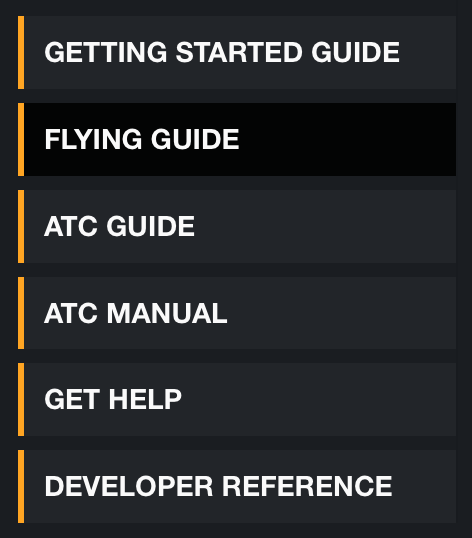 GETTING STARTED GUIDE
FLYING GUIDE
ATC GUIDE
ATC MANUAL
GET HELP
DEVELOPER REFERENCE